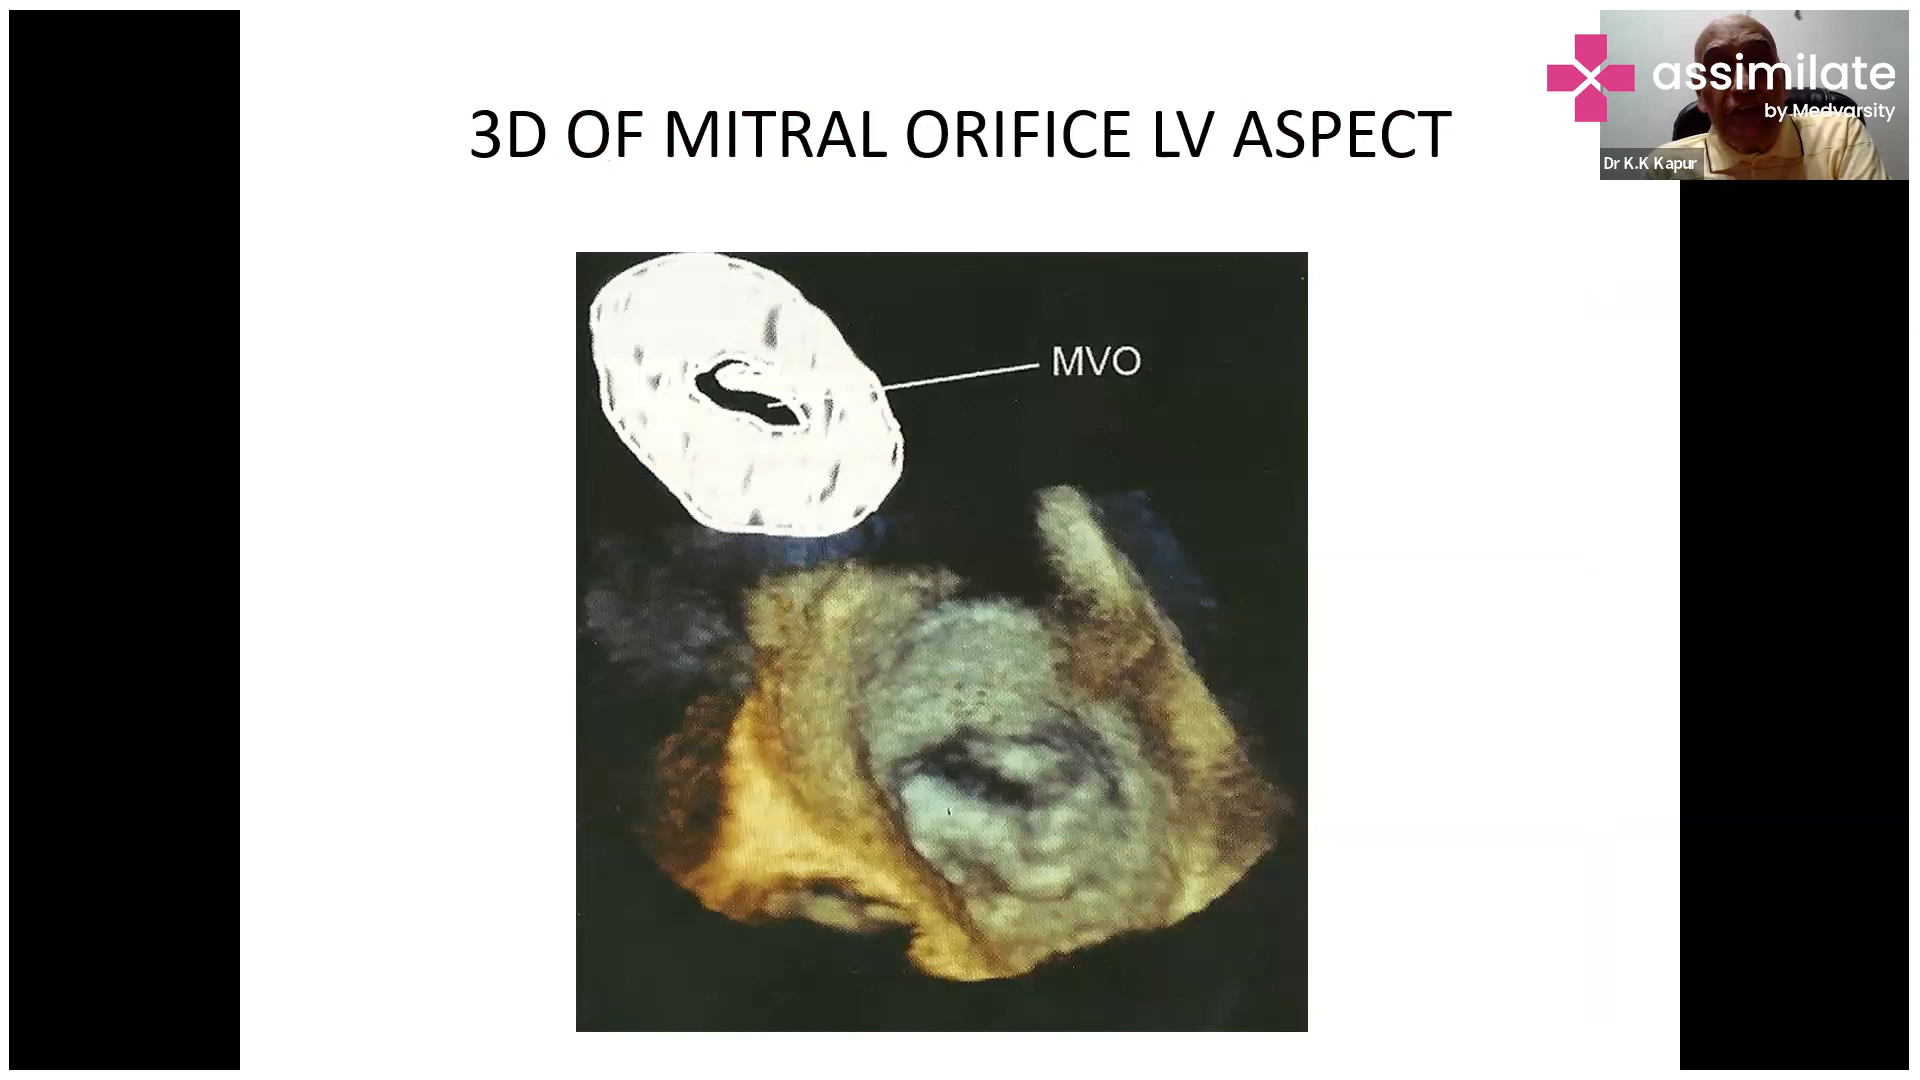 3D OF MITRAL ORIFICE LV ASPECT
assimilate
by Medvarsity
Dr K.K Kapur
MVO